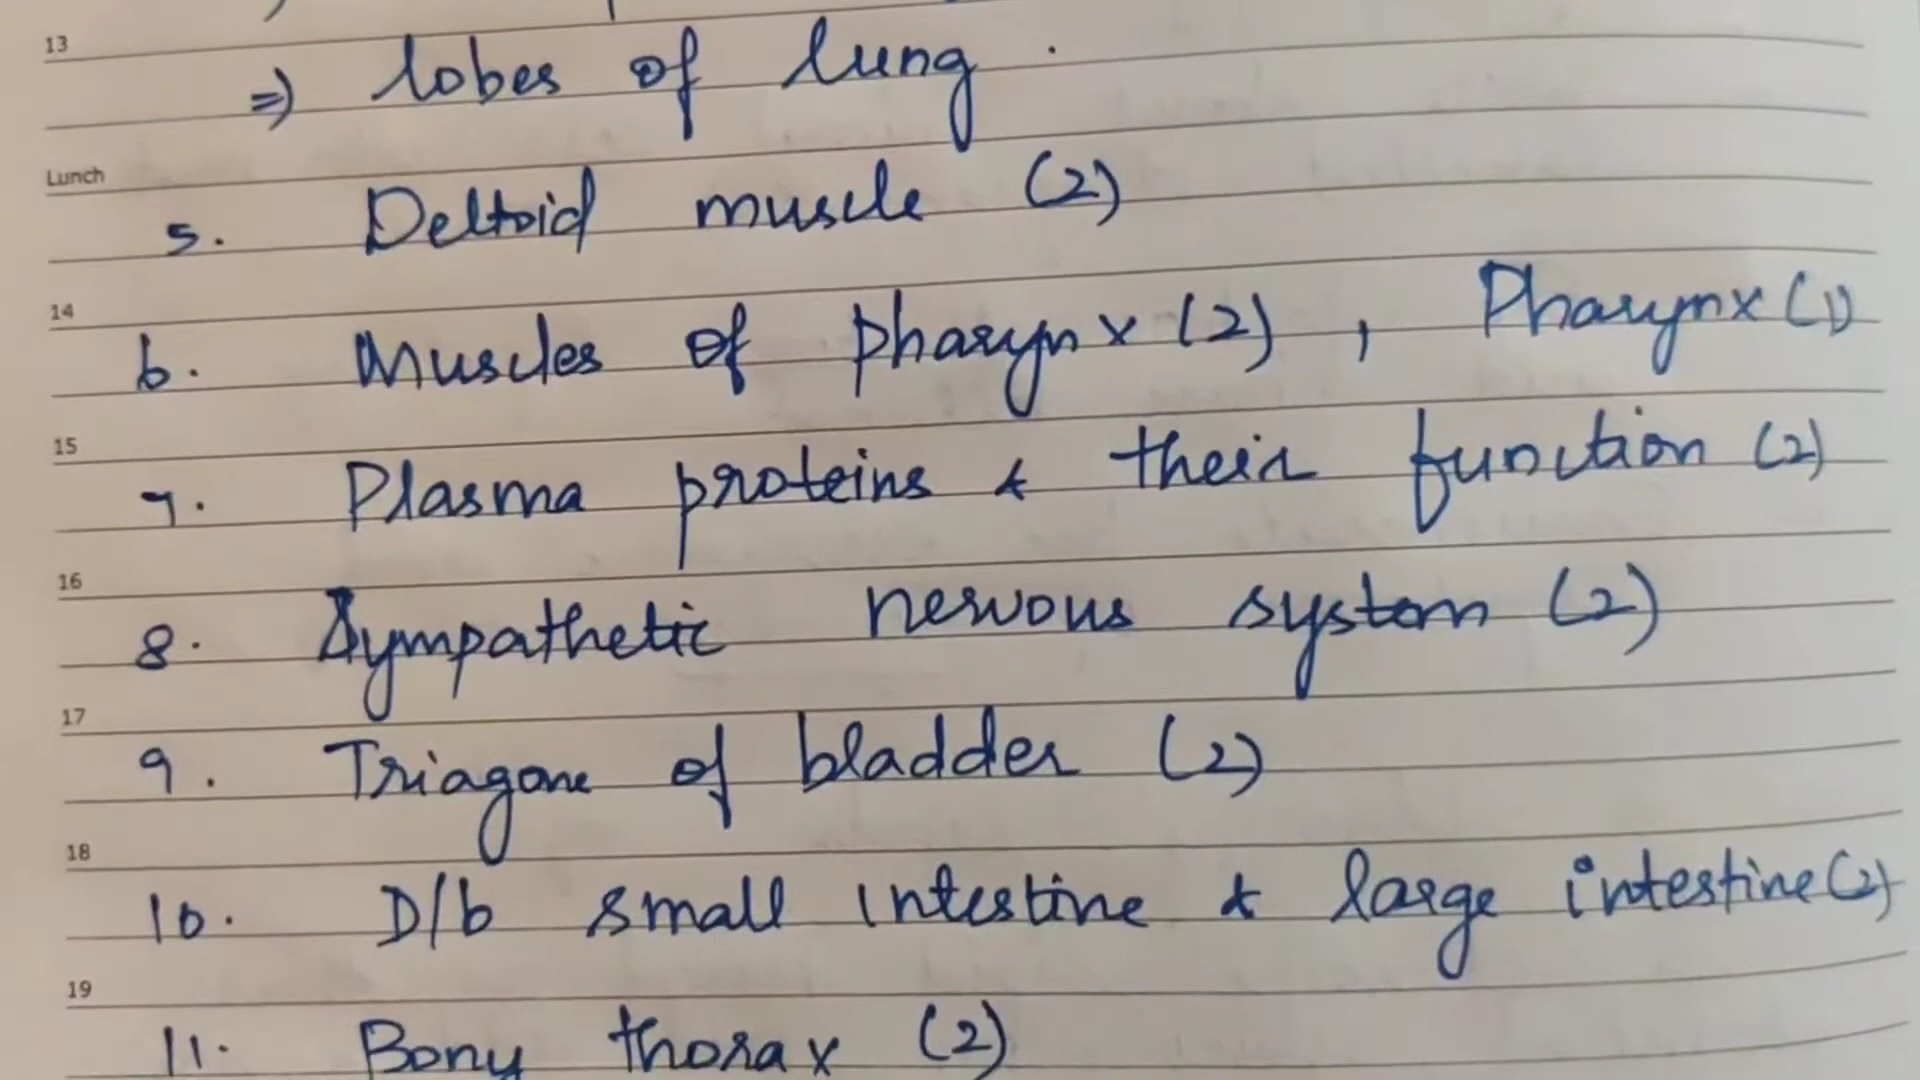 13
=) lobes of lung .
Lunch
5. Deltoid muscle (2)
14
6. Muscles of pharynx (2) , Pharynx (1)
15
7. Plasma proteins & their function (2)
16
8. Sympathetic nervous system (2)
17
9. Triagone of bladder (2)
18
10. D/b small intestine & large intestine (2)
19
11. Bony thorax (2)